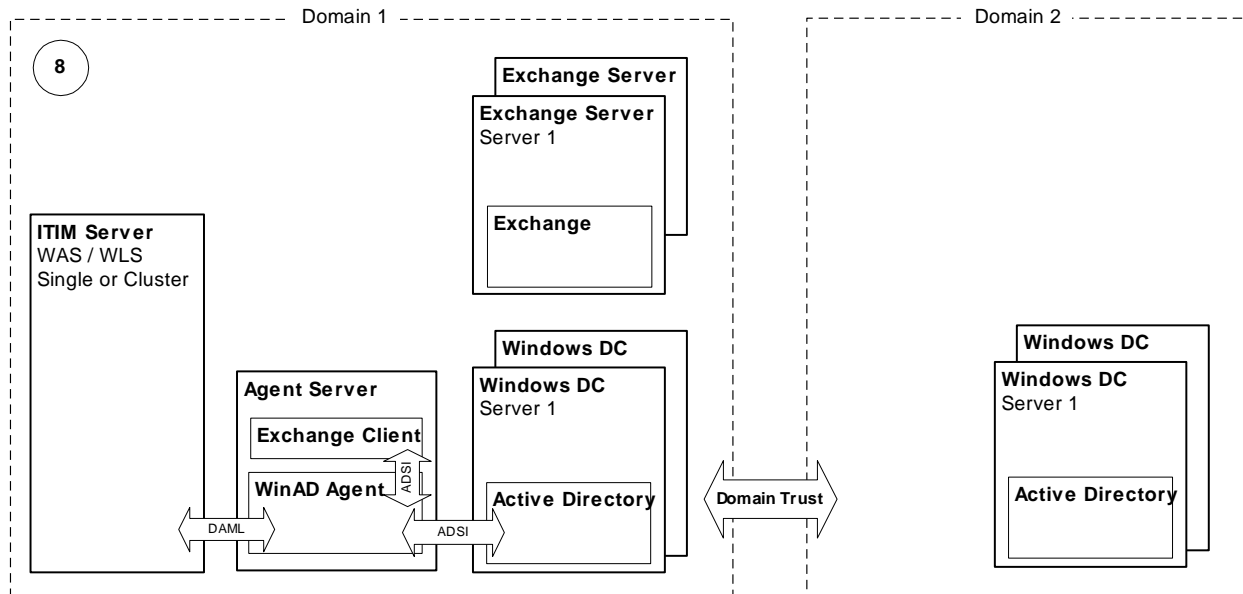 Domain 1
Domain 2
8
Exchange Server
Exchange Server
Server 1
Exchange
ITIM Server
WAS / WLS
Single or Cluster
Windows DC
Windows DC
Server 1
Active Directory
Agent Server
Exchange Client
ADSI
WinAD Agent
DAML
ADSI
Domain Trust
Windows DC
Windows DC
Server 1
Active Directory